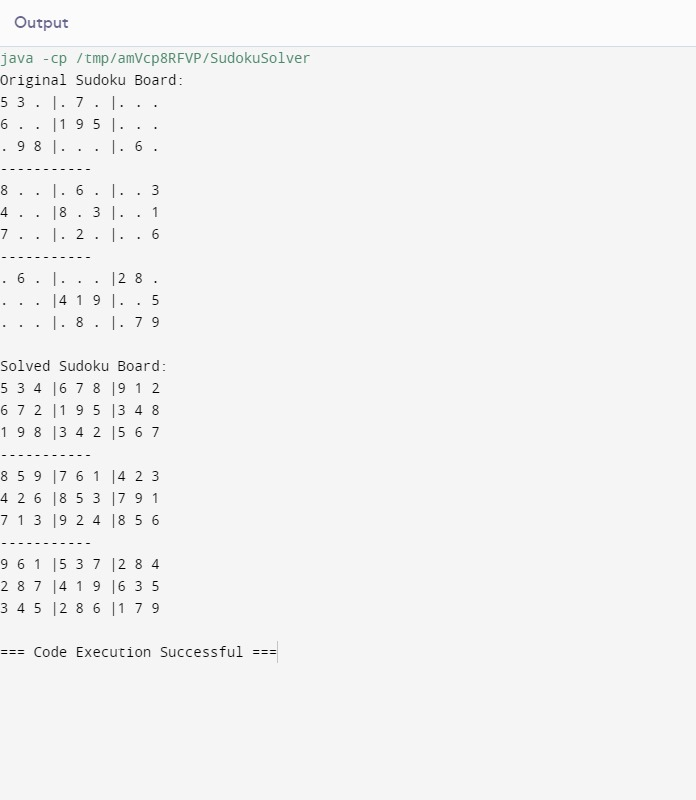 Output
java -cp /tmp/amVcp8RFVP/SudokuSolver
Original Sudoku Board:
5 3 . |. 7 . |. . .
6 . . |1 9 5 |. . .
. 9 8 |. . . |. 6 .
-----------
8 . . |. 6 . |. . 3
4 . . |8 . 3 |. . 1
7 . . |. 2 . |. . 6
-----------
. 6 . |. . . |2 8 .
. . . |4 1 9 |. . 5
. . . |. 8 . |. 7 9
Solved Sudoku Board:
5 3 4 |6 7 8 |9 1 2
6 7 2 |1 9 5 |3 4 8
1 9 8 |3 4 2 |5 6 7
-----------
8 5 9 |7 6 1 |4 2 3
4 2 6 |8 5 3 |7 9 1
7 1 3 |9 2 4 |8 5 6
-----------
9 6 1 |5 3 7 |2 8 4
2 8 7 |4 1 9 |6 3 5
3 4 5 |2 8 6 |1 7 9
=== Code Execution Successful ===